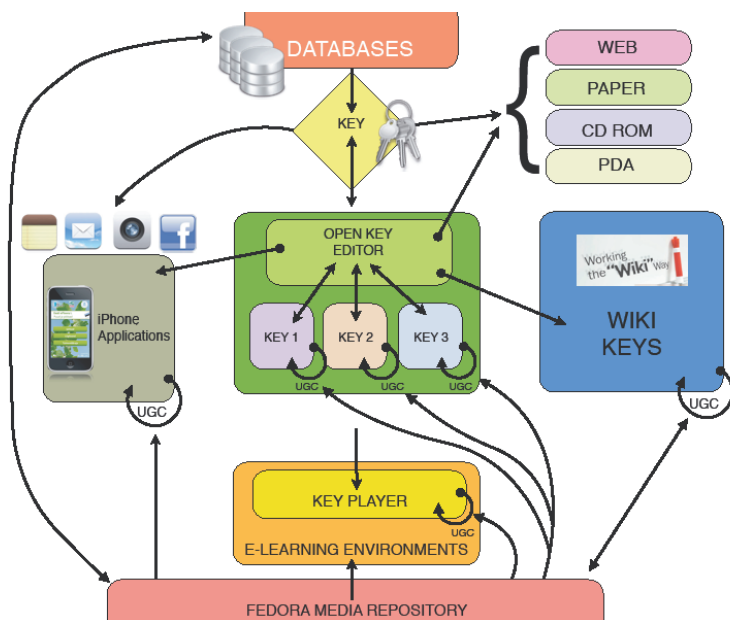 DATABASES
WEB
PAPER
CD ROM
PDA
KEY
OPEN KEY
EDITOR
Working
the "Wiki" Way
iPhone
Applications
KEY 1
KEY 2
KEY 3
WIKI
KEYS
UGC
UGC
UGC
UGC
UGC
KEY PLAYER
UGC
E-LEARNING ENVIRONMENTS
FEDORA MEDIA REPOSITORY